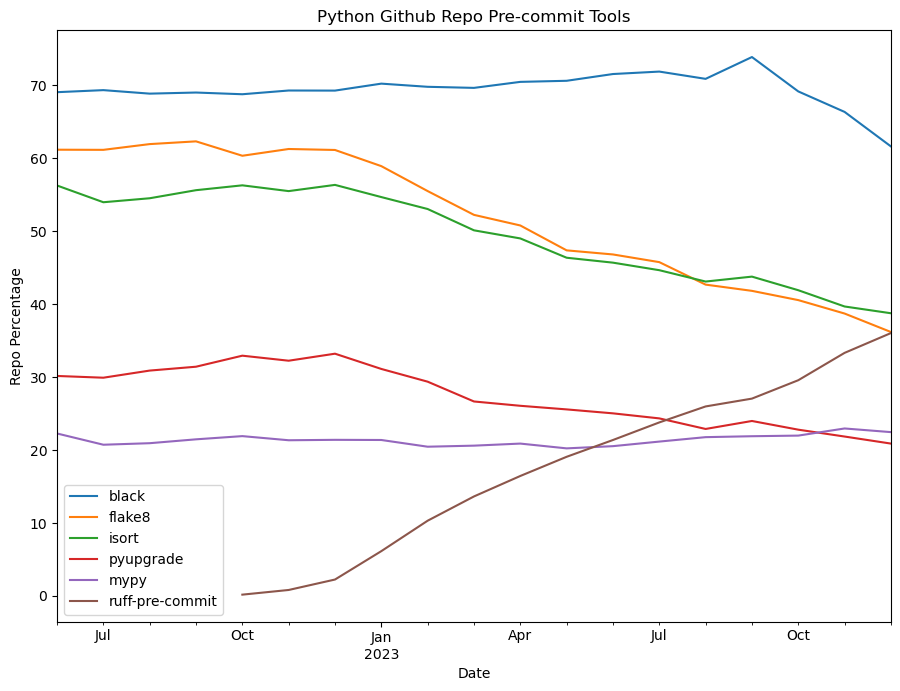 Python Github Repo Pre-commit Tools
Repo Percentage
70
60
50
40
30
20
10
0
black
flake8
isort
pyupgrade
mypy
ruff-pre-commit
Jul
Oct
Jan
2023
Apr
Jul
Oct
Date